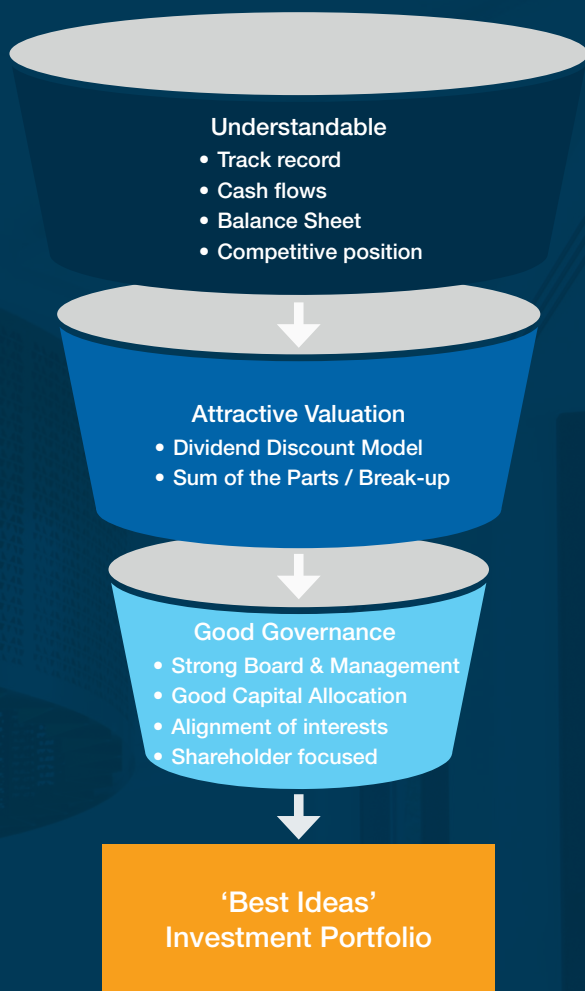 Understandable
• Track record
• Cash flows
• Balance Sheet
• Competitive position
Attractive Valuation
• Dividend Discount Model
• Sum of the Parts / Break-up
Good Governance
• Strong Board & Management
• Good Capital Allocation
• Alignment of interests
• Shareholder focused
‘Best Ideas’
Investment Portfolio